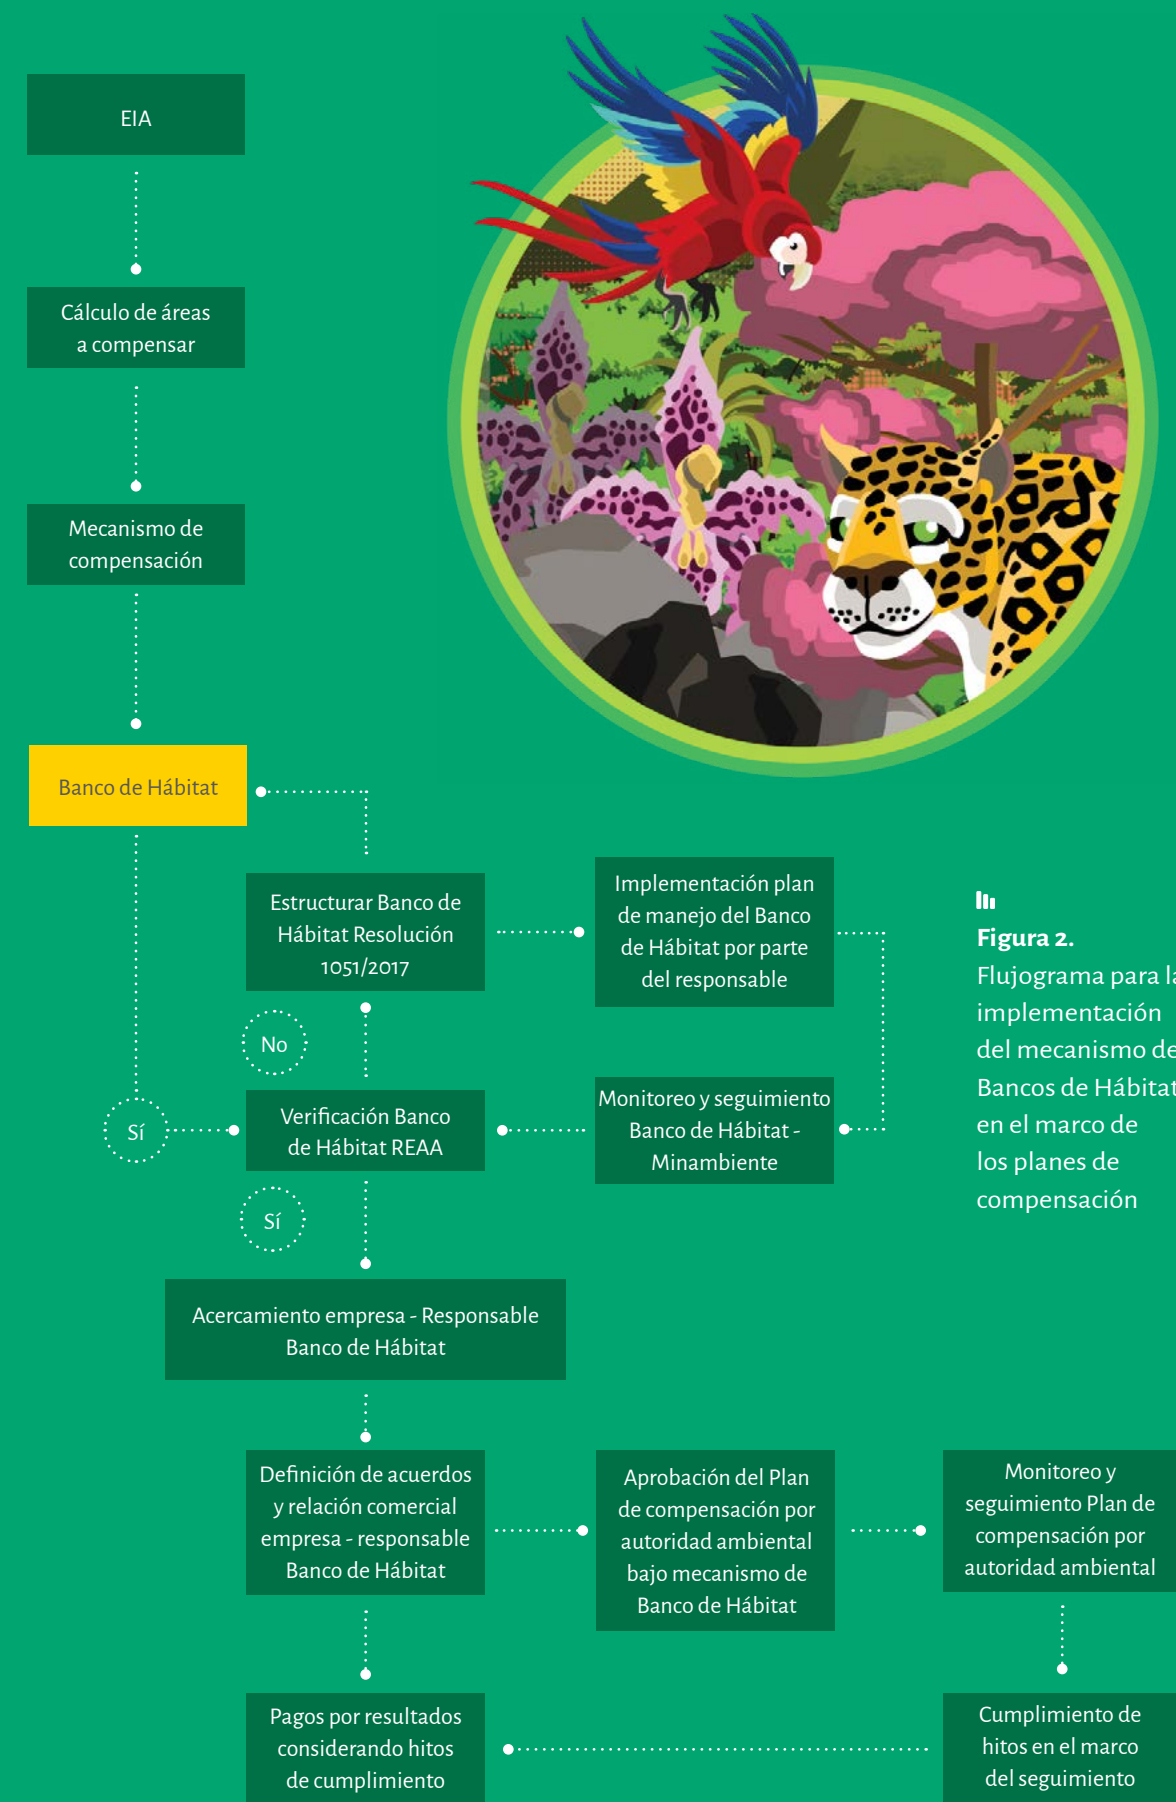 EIA
Cálculo de áreas
a compensar
Mecanismo de
compensación
Banco de Hábitat
Estructurar Banco de
Hábitat Resolución
1051/2017
Implementación plan
de manejo del Banco
de Hábitat por parte
del responsable
Figura 2.
Flujograma para la
implementación
del mecanismo de
Bancos de Hábitat
en el marco de
los planes de
compensación
No
Sí
Verificación Banco
de Hábitat REAA
Monitoreo y seguimiento
Banco de Hábitat -
Minambiente
Sí
Acercamiento empresa - Responsable
Banco de Hábitat
Definición de acuerdos
y relación comercial
empresa - responsable
Banco de Hábitat
Aprobación del Plan
de compensación por
autoridad ambiental
bajo mecanismo de
Banco de Hábitat
Monitoreo y
seguimiento Plan de
compensación por
autoridad ambiental
Pagos por resultados
considerando hitos
de cumplimiento
Cumplimiento de
hitos en el marco
del seguimiento